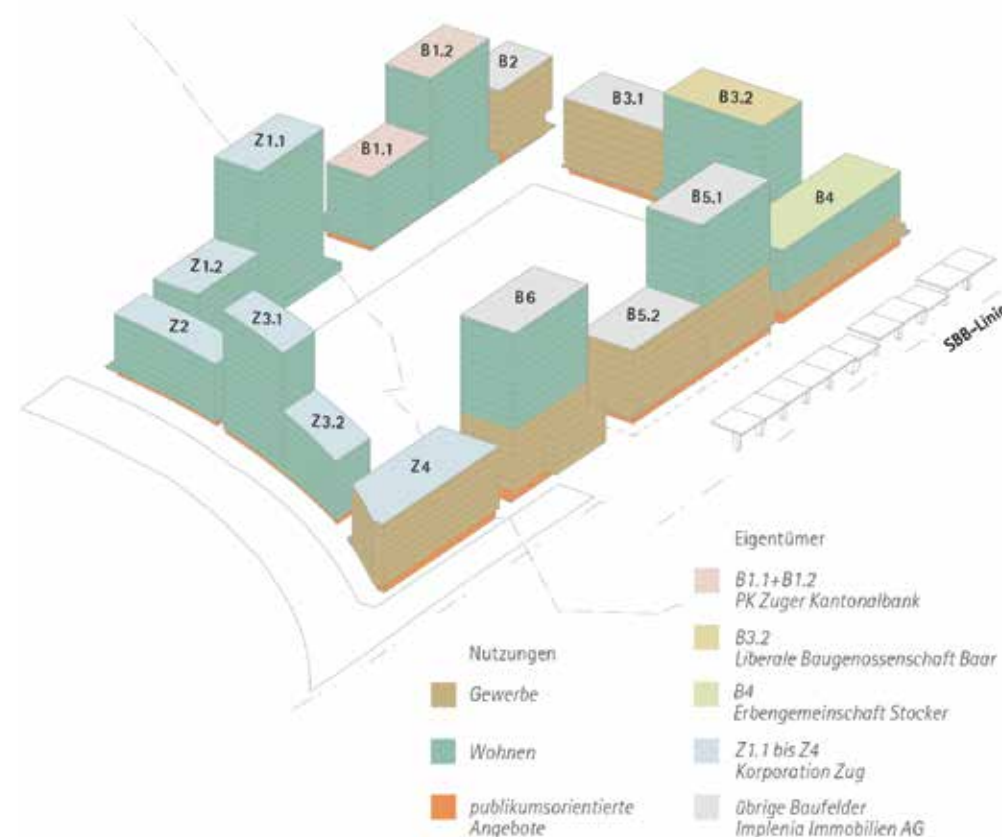 B1.2
B2
B3.1
B3.2
Z1.1
B1.1
B5.1
B4
Z1.2
B6
B5.2
Z2
Z3.1
SBB-Linie
Z3.2
Z4
Nutzungen
Gewerbe
Wohnen
publikumsorientierte
Angebote
Eigentümer
B1.1+B1.2
PK Zuger Kantonalbank
B3.2
Liberale Baugenossenschaft Baar
B4
Erbengemeinschaft Stocker
Z1.1 bis Z4
Korporation Zug
übrige Baufelder
Implenia Immobilien AG